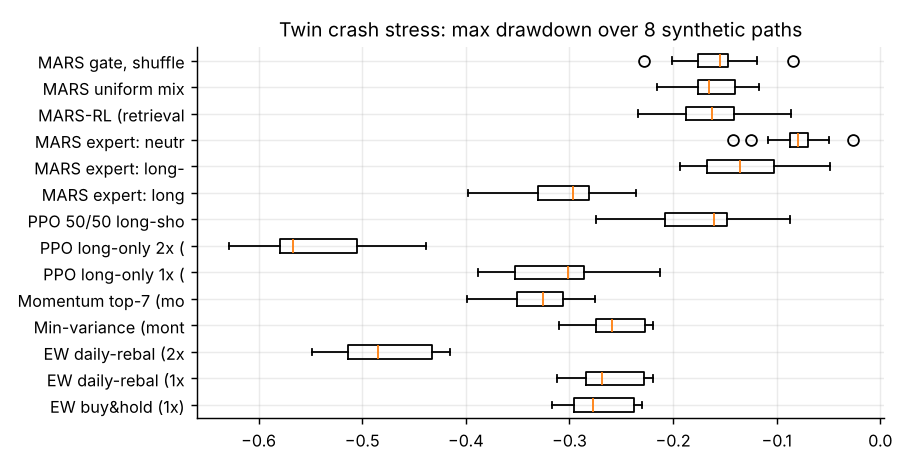 Twin crash stress: max drawdown over 8 synthetic paths
MARS gate, shuffle
MARS uniform mix
MARS-RL (retrieval
MARS expert: neutr
MARS expert: long-
MARS expert: long
PPO 50/50 long-sho
PPO long-only 2x (
PPO long-only 1x (
Momentum top-7 (mo
Min-variance (mont
EW daily-rebal (2x
EW daily-rebal (1x
EW buy&hold (1x)
−0.6 −0.5 −0.4 −0.3 −0.2 −0.1 0.0